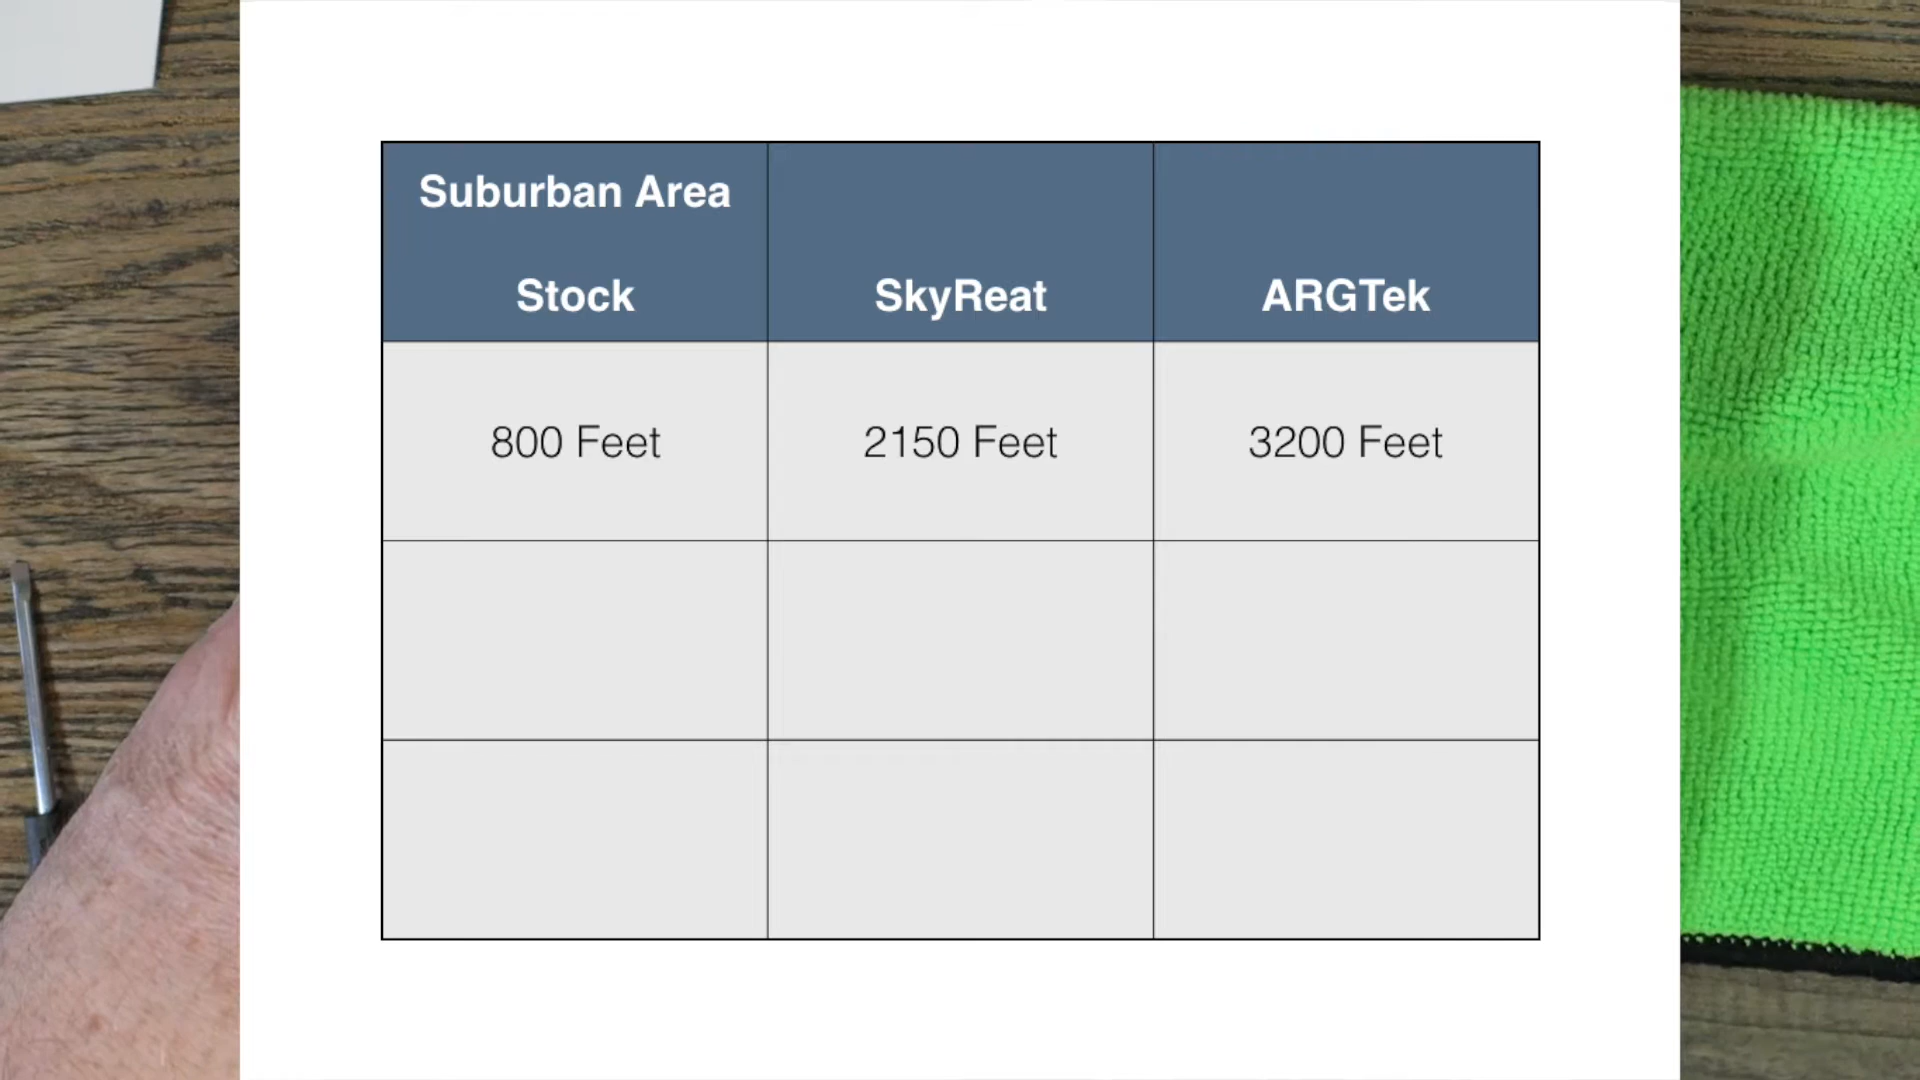 Suburban Area
Stock
SkyReat
ARGTek
800 Feet
2150 Feet
3200 Feet